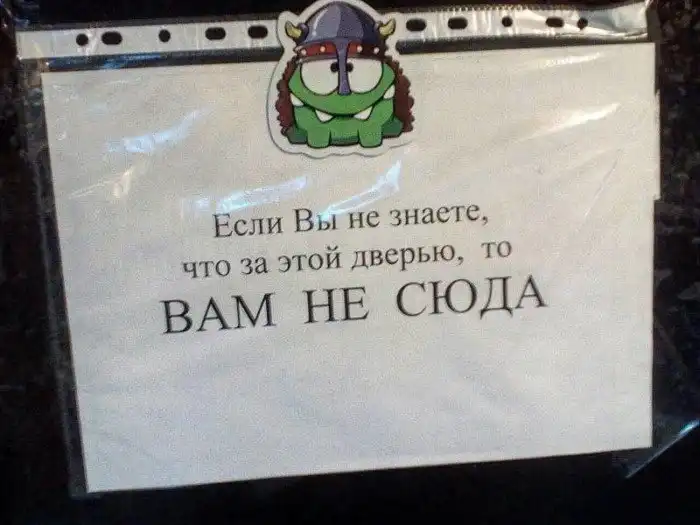 Если Вы не знаете,
что за этой дверью, то
ВАМ НЕ СЮДА